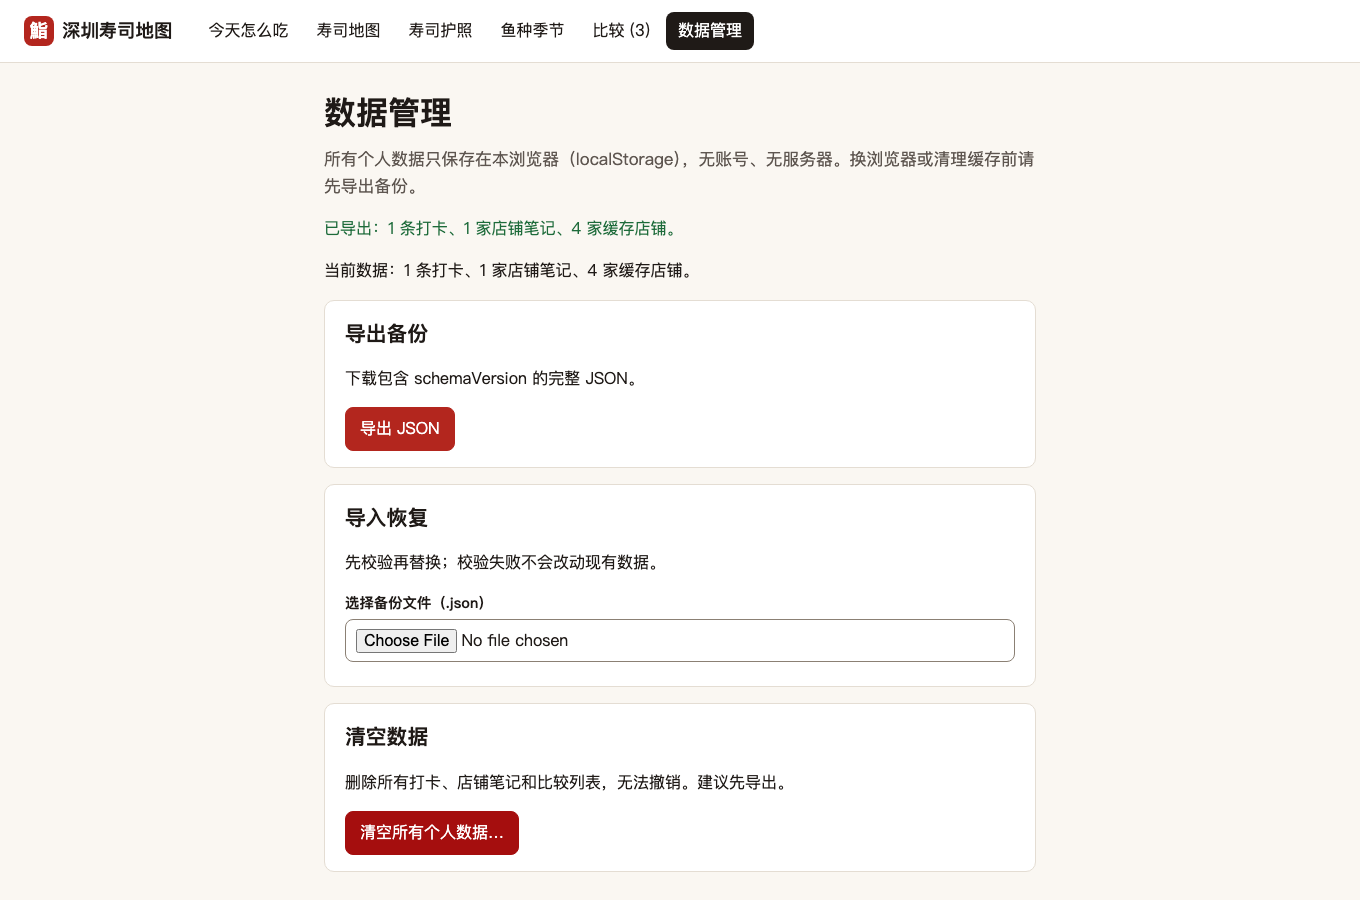 鮨 深圳寿司地图 今天怎么吃 寿司地图 寿司护照 鱼种季节 比较 (3) 数据管理
数据管理
所有个人数据只保存在本浏览器（localStorage），无账号、无服务器。换浏览器或清理缓存前请
先导出备份。
已导出：1 条打卡、1 家店铺笔记、4 家缓存店铺。
当前数据：1 条打卡、1 家店铺笔记、4 家缓存店铺。
导出备份
下载包含 schemaVersion 的完整 JSON。
导出 JSON
导入恢复
先校验再替换；校验失败不会改动现有数据。
选择备份文件（.json）
Choose File No file chosen
清空数据
删除所有打卡、店铺笔记和比较列表，无法撤销。建议先导出。
清空所有个人数据…